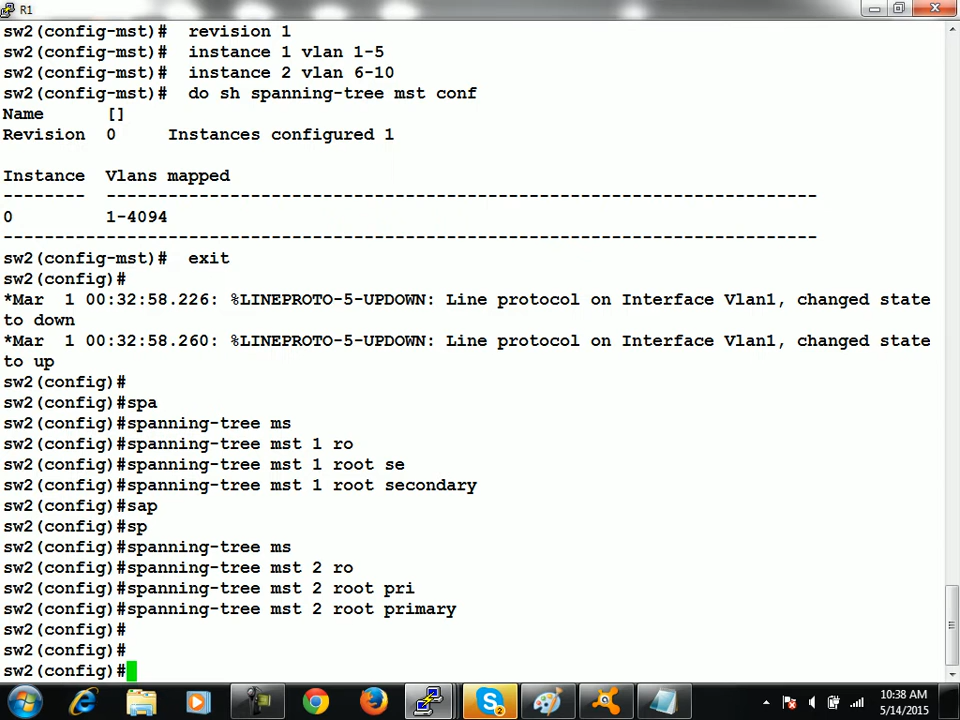 R1
sw2(config-mst)#  revision 1
sw2(config-mst)#  instance 1 vlan 1-5
sw2(config-mst)#  instance 2 vlan 6-10
sw2(config-mst)#  do sh spanning-tree mst conf
Name      []
Revision  0     Instances configured 1
Instance  Vlans mapped
--------  ---------------------------------------------------------------------
0         1-4094
-------------------------------------------------------------------------------
sw2(config-mst)#  exit
sw2(config)#
*Mar  1 00:32:58.226: %LINEPROTO-5-UPDOWN: Line protocol on Interface Vlan1, changed state
to down
*Mar  1 00:32:58.260: %LINEPROTO-5-UPDOWN: Line protocol on Interface Vlan1, changed state
to up
sw2(config)#
sw2(config)#spa
sw2(config)#spanning-tree ms
sw2(config)#spanning-tree mst 1 ro
sw2(config)#spanning-tree mst 1 root se
sw2(config)#spanning-tree mst 1 root secondary
sw2(config)#sap
sw2(config)#sp
sw2(config)#spanning-tree ms
sw2(config)#spanning-tree mst 2 ro
sw2(config)#spanning-tree mst 2 root pri
sw2(config)#spanning-tree mst 2 root primary
sw2(config)#
sw2(config)#
sw2(config)#
2
10:38 AM
5/14/2015